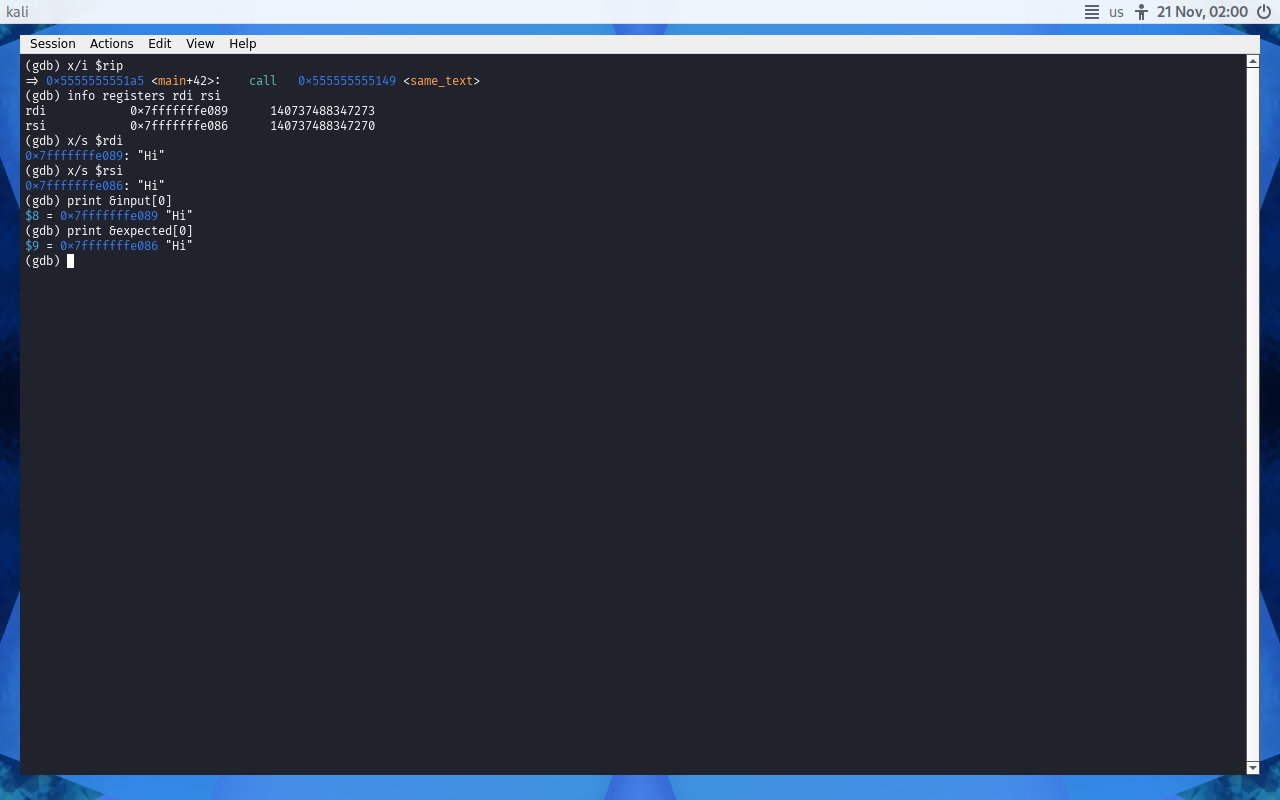 kali
us
21 Nov, 02:00
Session Actions Edit View Help
(gdb) x/i $rip
=> 0x5555555551a5 <main+42>:    call   0x555555555149 <same_text>
(gdb) info registers rdi rsi
rdi            0x7fffffffe089      140737488347273
rsi            0x7fffffffe086      140737488347270
(gdb) x/s $rdi
0x7fffffffe089: "Hi"
(gdb) x/s $rsi
0x7fffffffe086: "Hi"
(gdb) print &input[0]
$8 = 0x7fffffffe089 "Hi"
(gdb) print &expected[0]
$9 = 0x7fffffffe086 "Hi"
(gdb)